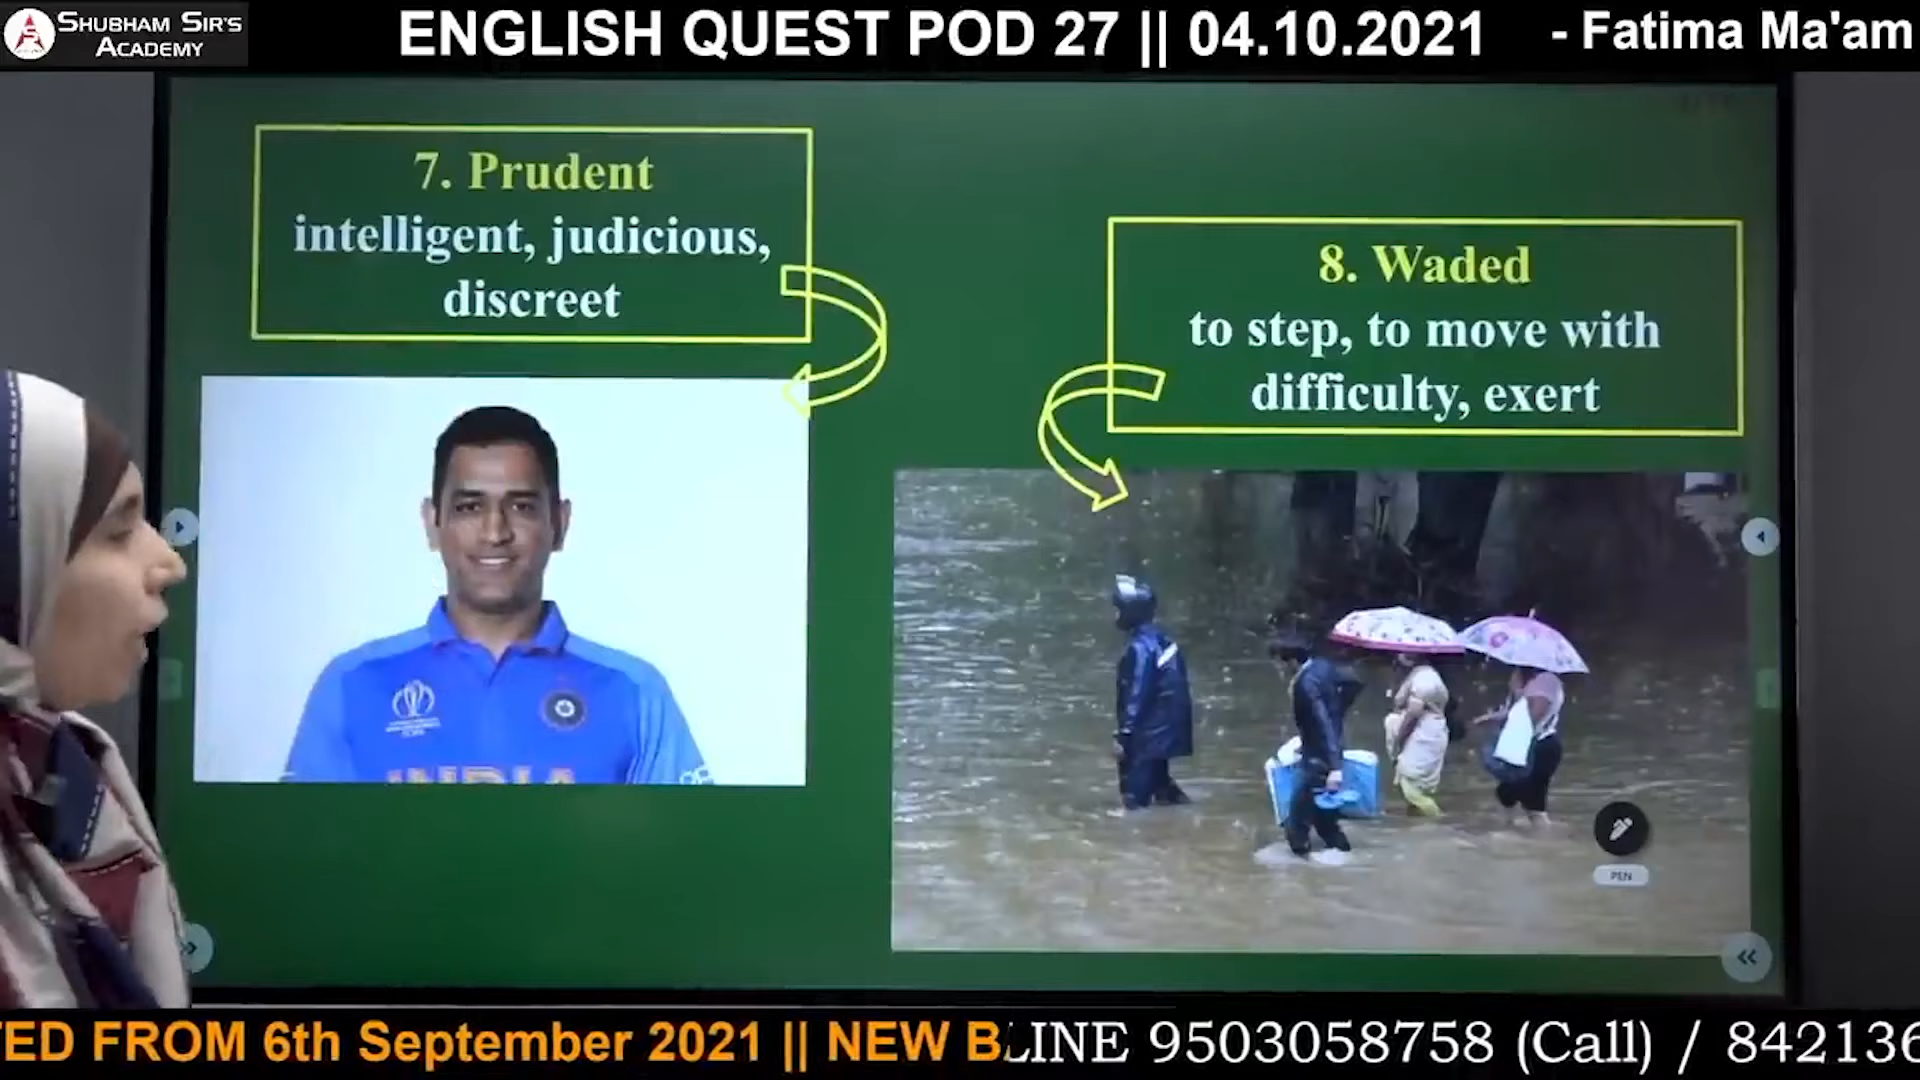 SHUBHAM SIR'S
ACADEMY
ENGLISH QUEST POD 27 || 04.10.2021
- Fatima Ma'am
7. Prudent
intelligent, judicious,
discreet
8. Waded
to step, to move with
difficulty, exert
INDIA
PEN
TED FROM 6th September 2021 || NEW B
LINE 9503058758 (Call) / 842136